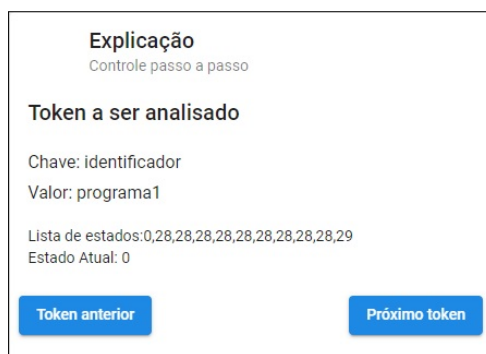 Explicação
Controle passo a passo
Token a ser analisado
Chave: identificador
Valor: programa1
Lista de estados:0,28,28,28,28,28,28,28,28,28,29
Estado Atual: 0
Token anterior
Próximo token